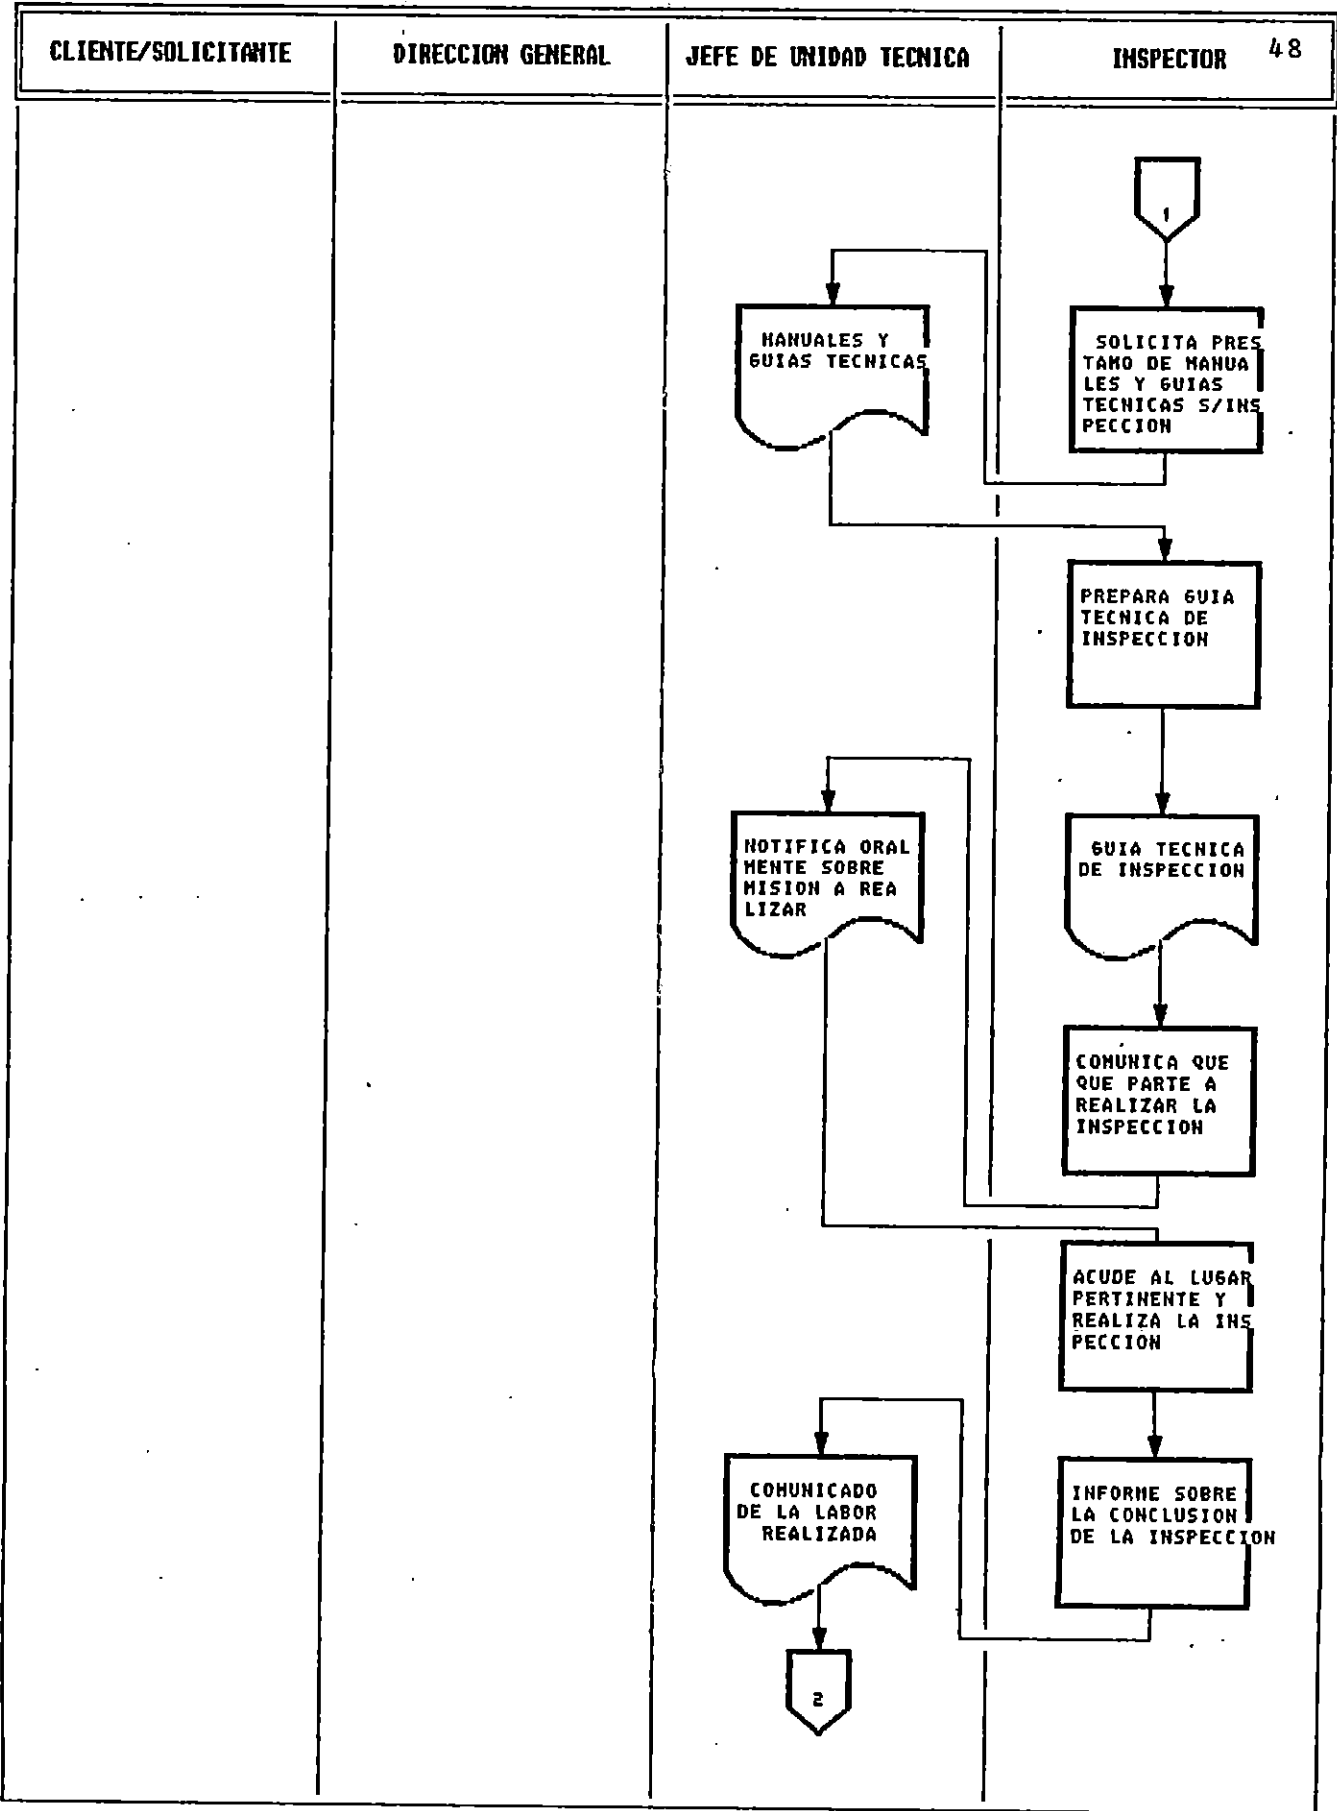 CLIENTE/SOLICITANTE
DIRECCION GENERAL
JEFE DE UNIDAD TECNICA
INSPECTOR
48
1
MANUALES Y
GUIAS TECNICAS
SOLICITA PRES
TAMO DE MANUA
LES Y GUIAS
TECNICAS S/INS
PECCION
PREPARA GUIA
TECNICA DE
INSPECCION
NOTIFICA ORAL
MENTE SOBRE
MISION A REA
LIZAR
GUIA TECNICA
DE INSPECCION
COMUNICA QUE
QUE PARTE A
REALIZAR LA
INSPECCION
ACUDE AL LUGAR
PERTINENTE Y
REALIZA LA INS
PECCION
COMUNICADO
DE LA LABOR
REALIZADA
INFORME SOBRE
LA CONCLUSION
DE LA INSPECCION
2